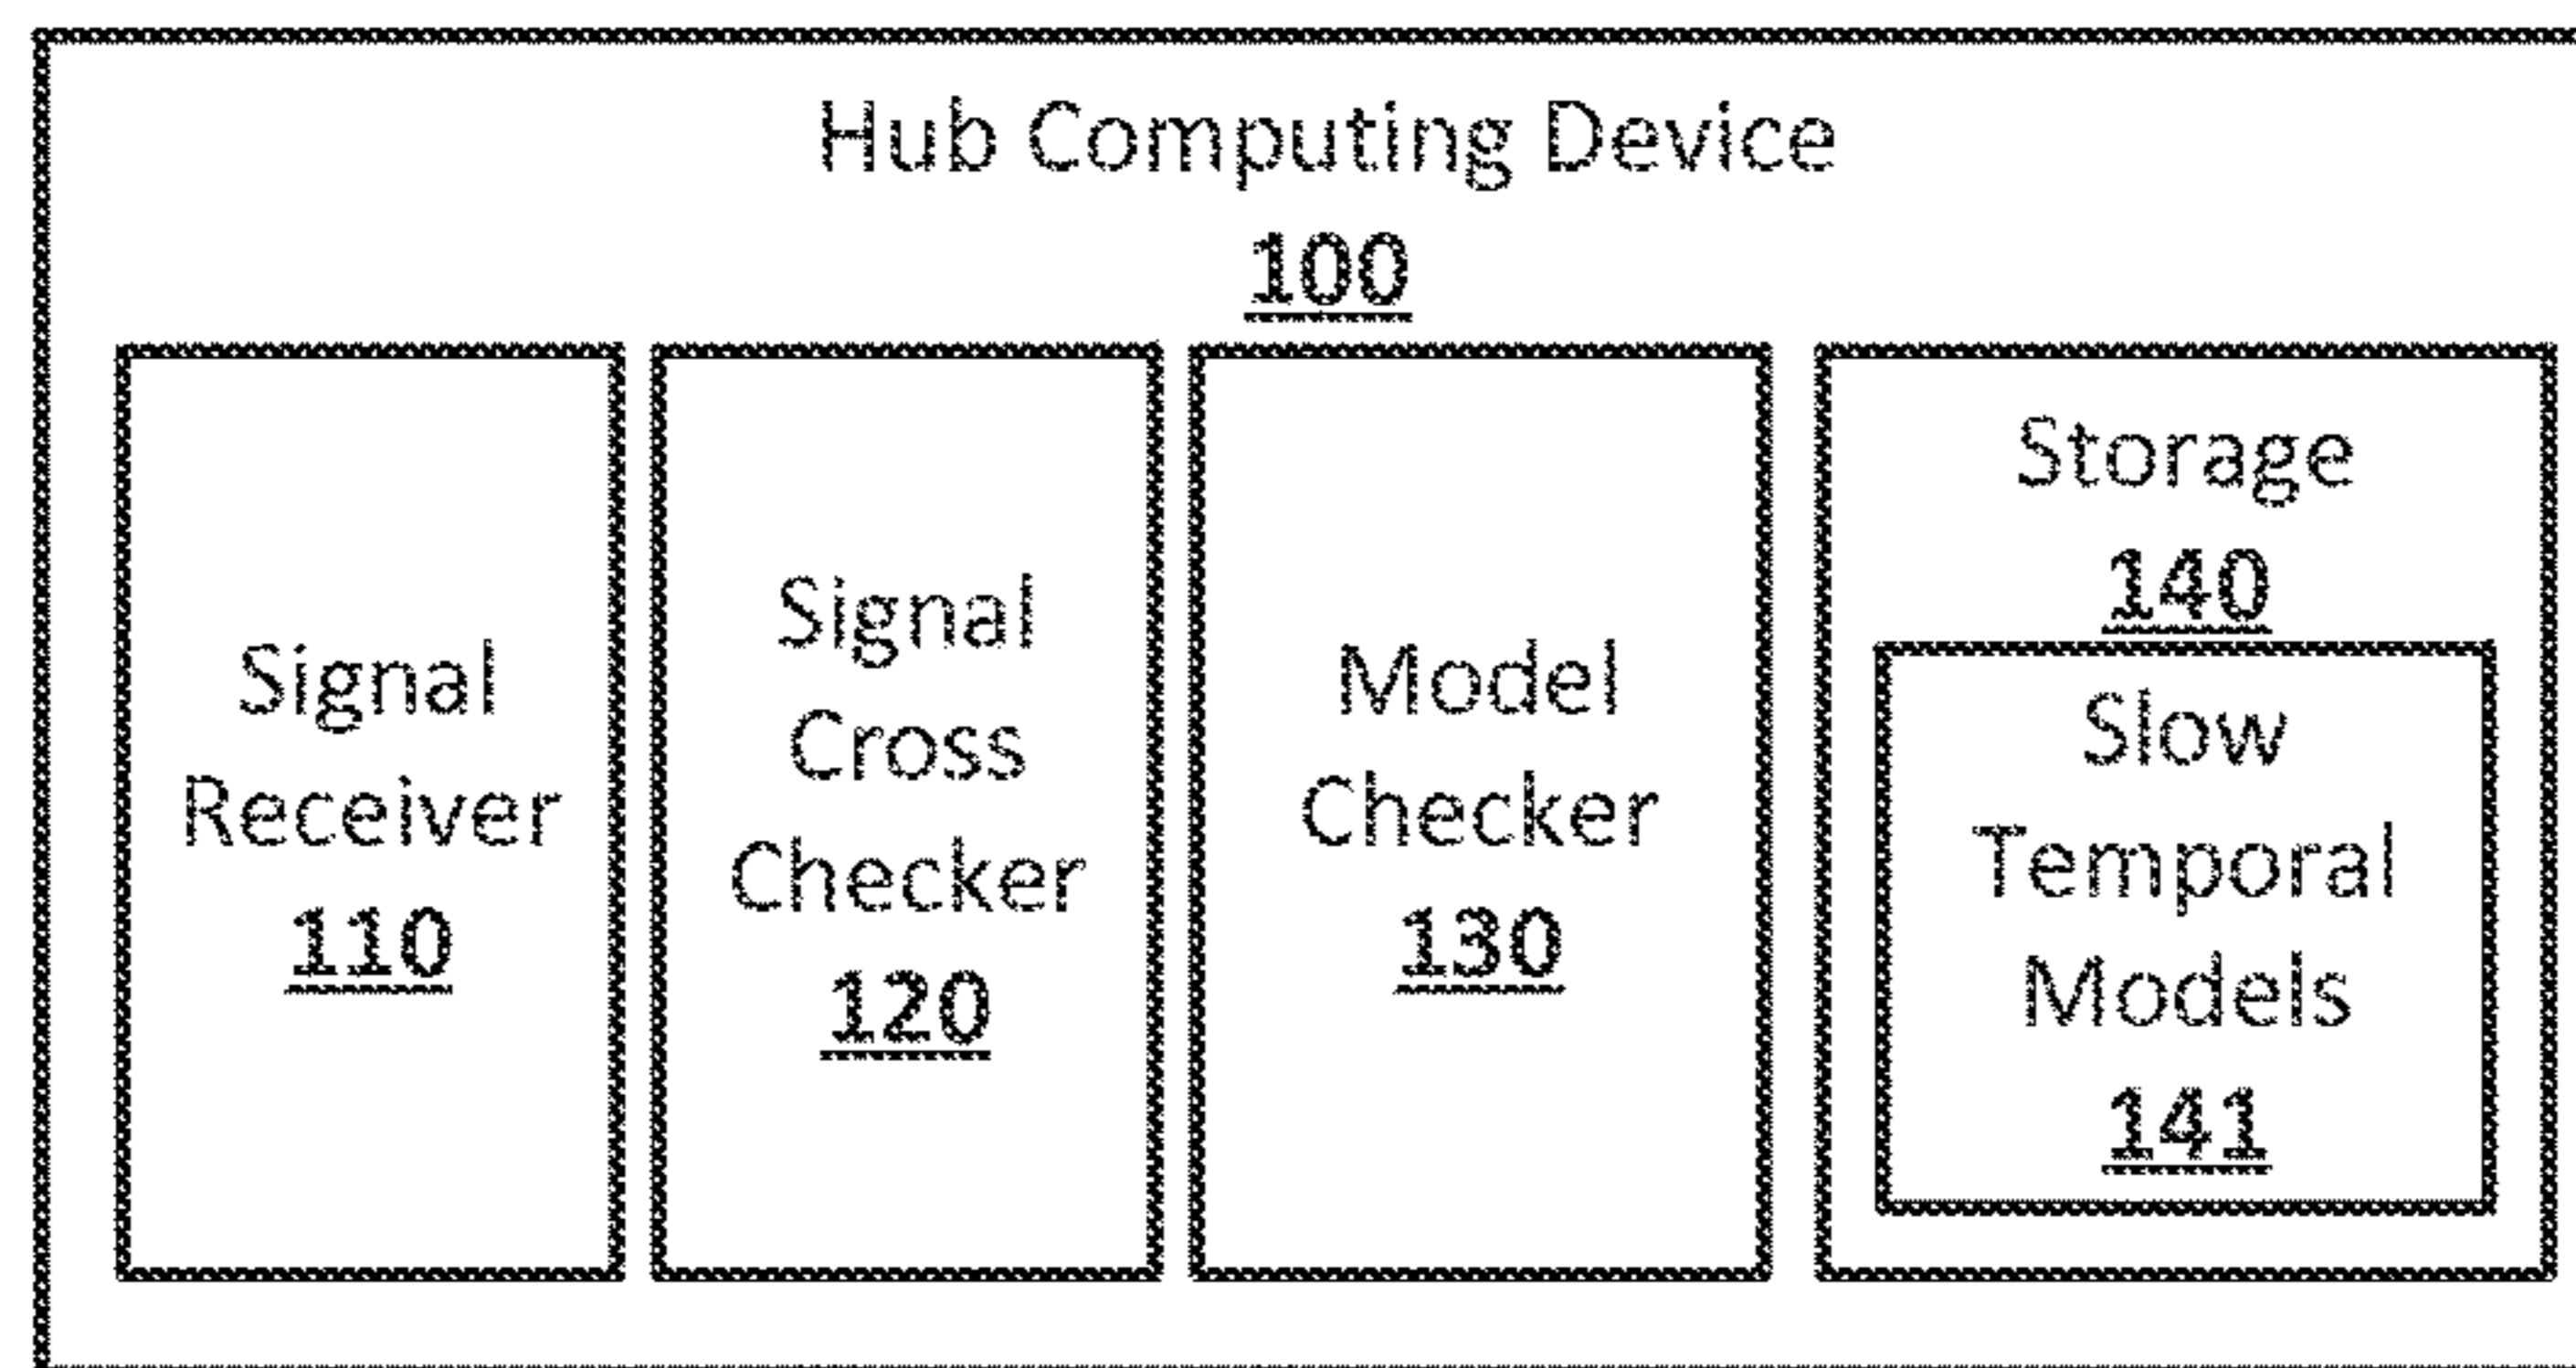 Hub Computing Device
100
Signal
Receiver
110
Signal
Cross
Checker
120
Model
Checker
130
Storage
140
Slow
Temporal
Models
141